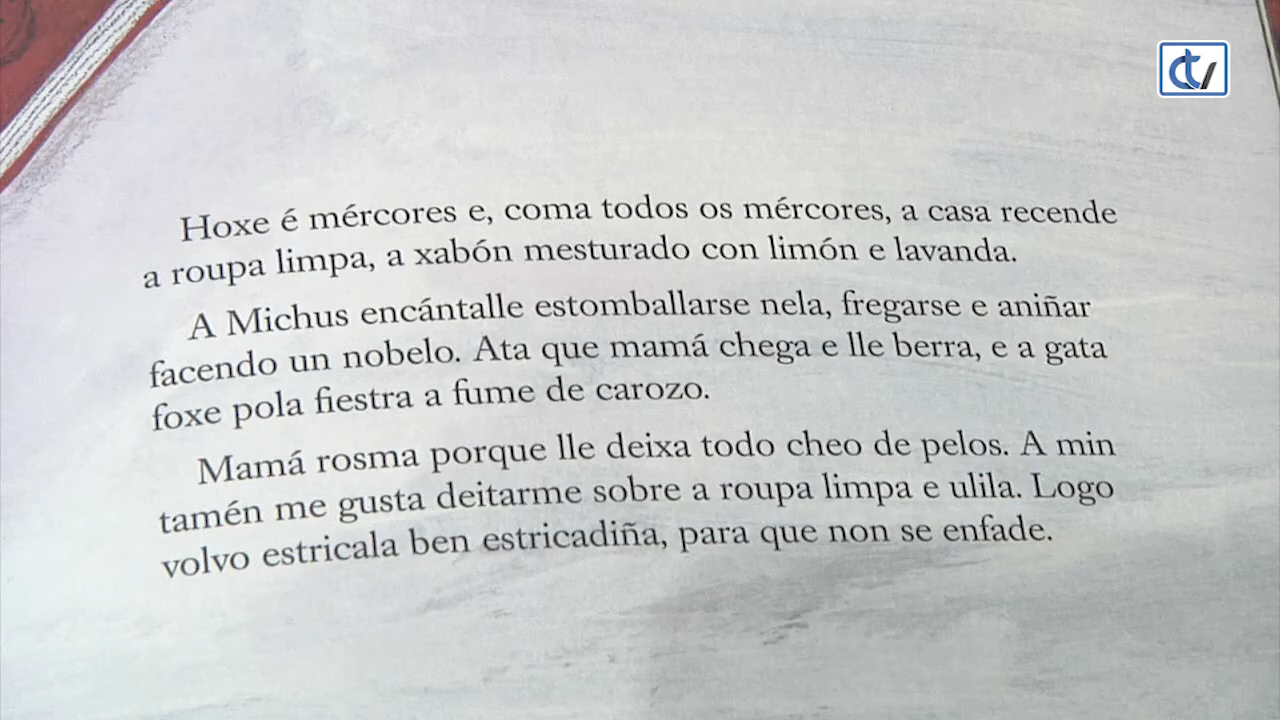 Hoxe é mércores e, coma todos os mércores, a casa recende
a roupa limpa, a xabón mesturado con limón e lavanda.
A Michus encántalle estomballarse nela, fregarse e aniñar
facendo un nobelo. Ata que mamá chega e lle berra, e a gata
foxe pola fiestra a fume de carozo.
Mamá rosma porque lle deixa todo cheo de pelos. A min
tamén me gusta deitarme sobre a roupa limpa e ulila. Logo
volvo estricala ben estricadiña, para que non se enfade.